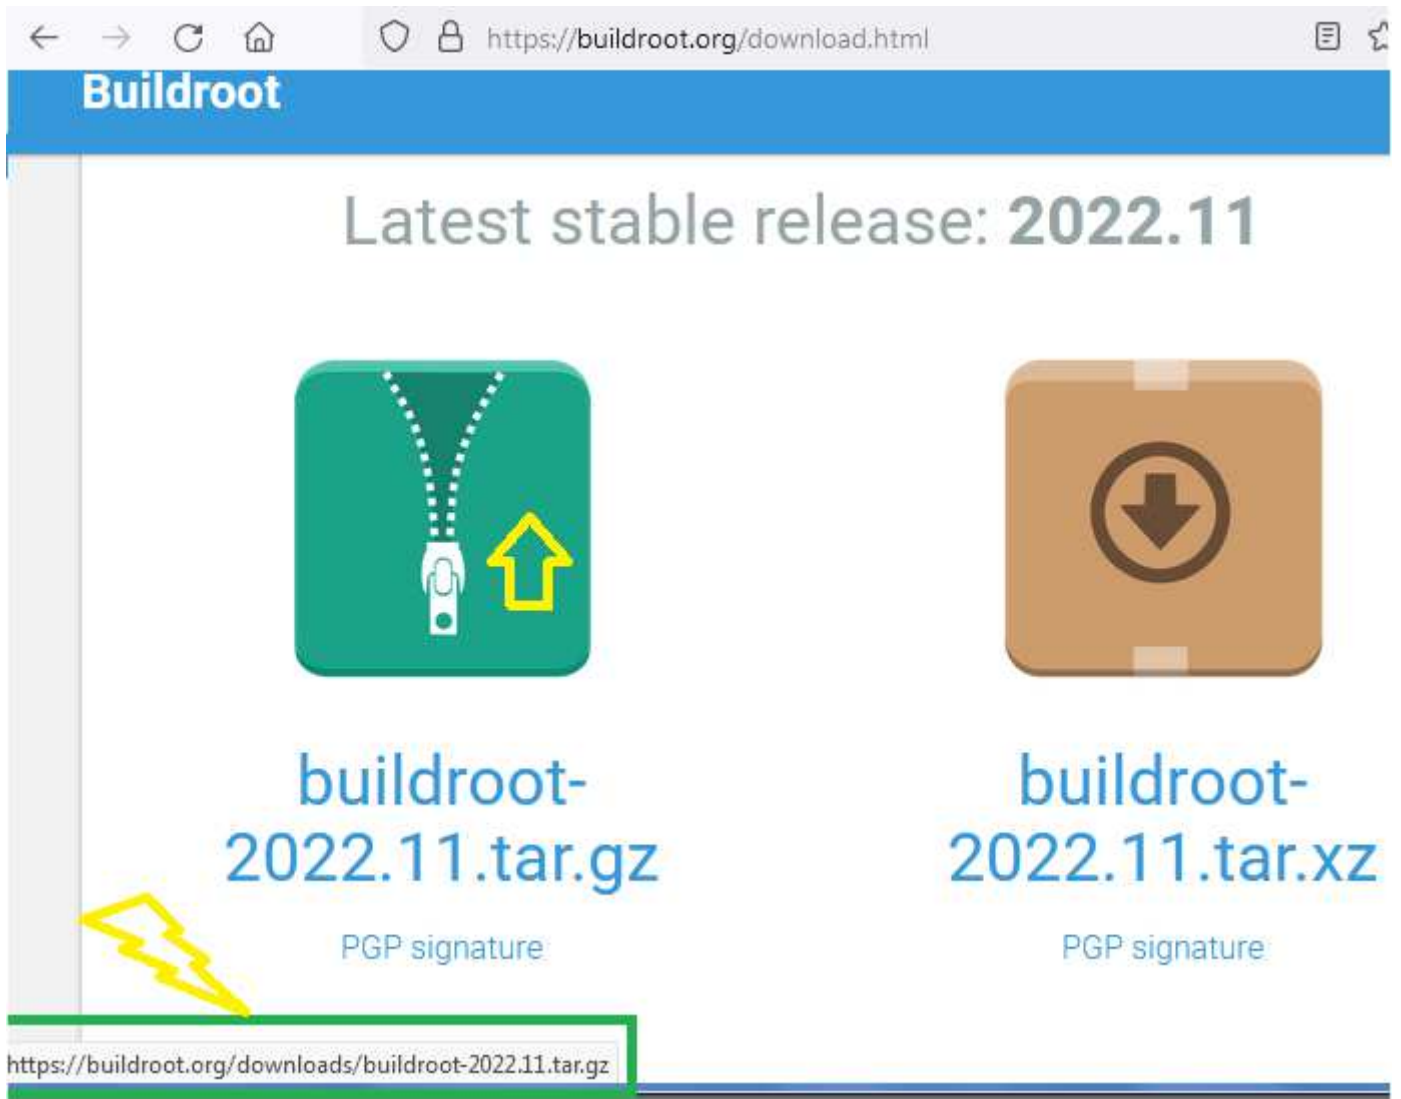 https://buildroot.org/download.html
Buildroot
Latest stable release: 2022.11
buildroot-
2022.11.tar.gz
PGP signature
buildroot-
2022.11.tar.xz
PGP signature
https://buildroot.org/downloads/buildroot-2022.11.tar.gz